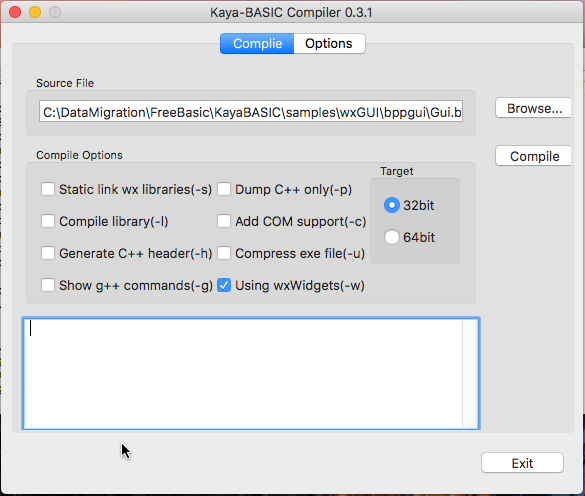 Kaya-BASIC Compiler 0.3.1
Complie Options
Source File
C:\DataMigration\FreeBasic\KayaBASIC\samples\wxGUI\bppgui\Gui.b
Browse...
Compile Options
Target
Compile
Static link wx libraries(-s) Dump C++ only(-p)
32bit
Compile library(-l) Add COM support(-c)
64bit
Generate C++ header(-h) Compress exe file(-u)
Show g++ commands(-g) Using wxWidgets(-w)
Exit